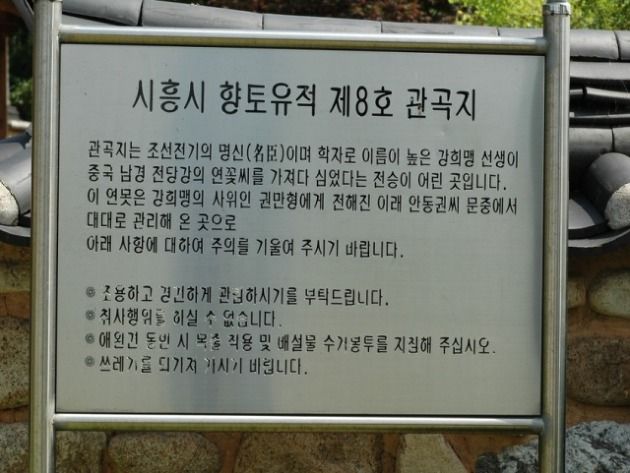 시흥시 향토유적 제8호 관곡지
관곡지는 조선전기의 명신(名臣)이며 학자로 이름이 높은 강희맹 선생이
중국 남경 전당강의 연꽃씨를 가져다 심었다는 전승이 어린 곳입니다.
이 연못은 강희맹의 사위인 권만형에게 전해진 이래 안동권씨 문중에서
대대로 관리해 온 곳으로
아래 사항에 대하여 주의를 기울여 주시기 바랍니다.
조용하고 경건하게 관람하시기를 부탁드립니다.
취사행위를 하실 수 없습니다.
애완견 동반 시 목줄 착용 및 배설물 수거봉투를 지참해 주십시오.
쓰레기를 되가져 가시기 바랍니다.